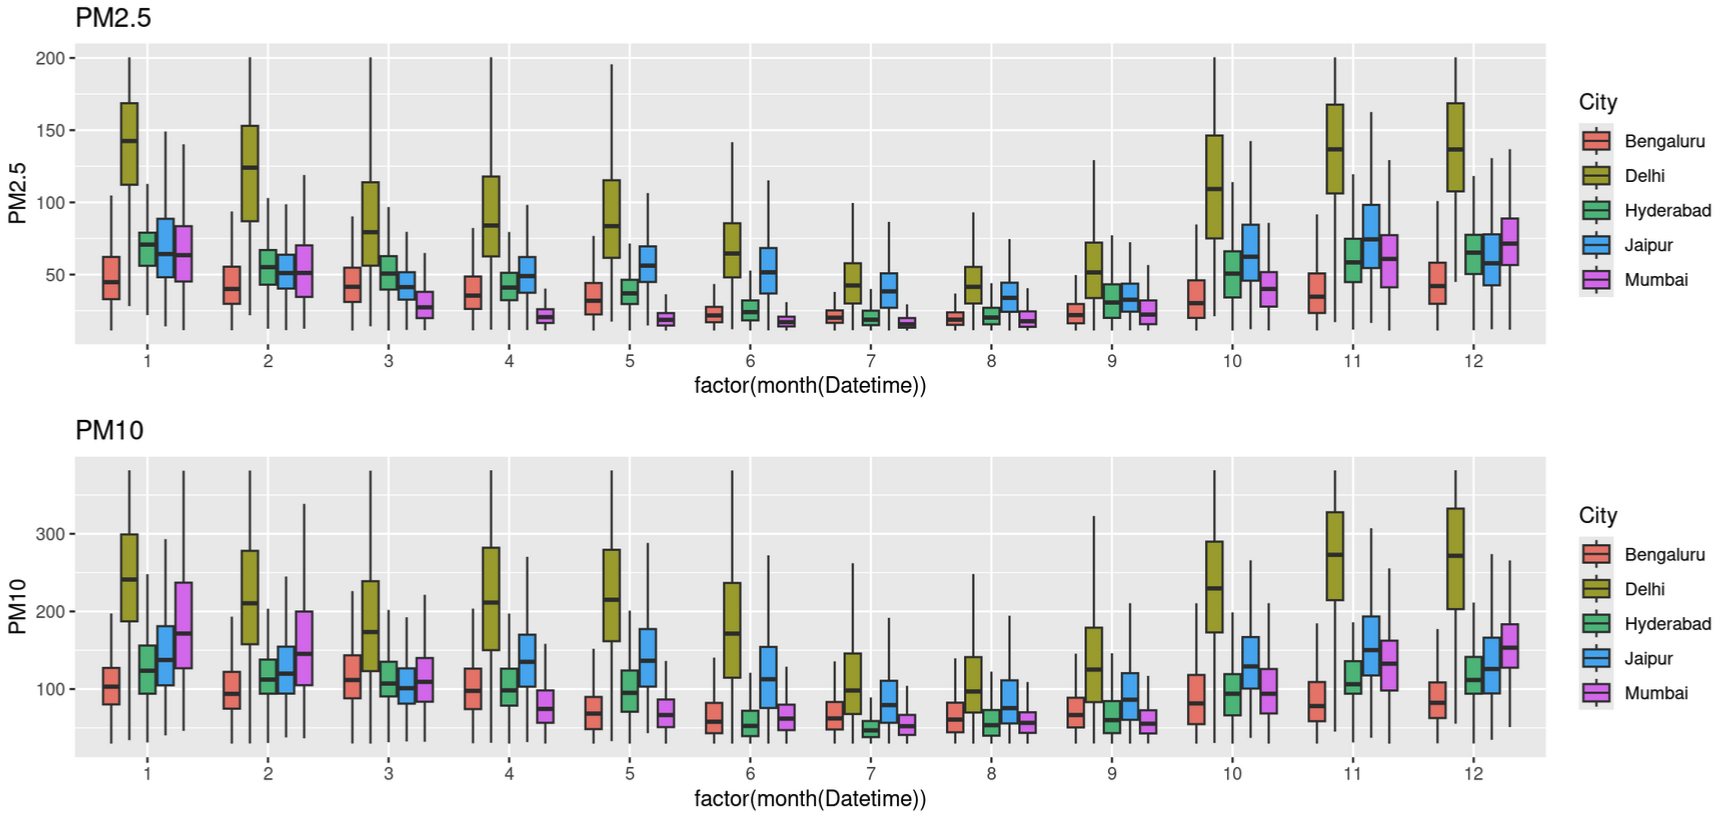 PM2.5
200
150
100
50
PM2.5
1 2 3 4 5 6 7 8 9 10 11 12
factor(month(Datetime))
City
Bengaluru
Delhi
Hyderabad
Jaipur
Mumbai
PM10
300
200
100
PM10
1 2 3 4 5 6 7 8 9 10 11 12
factor(month(Datetime))
City
Bengaluru
Delhi
Hyderabad
Jaipur
Mumbai